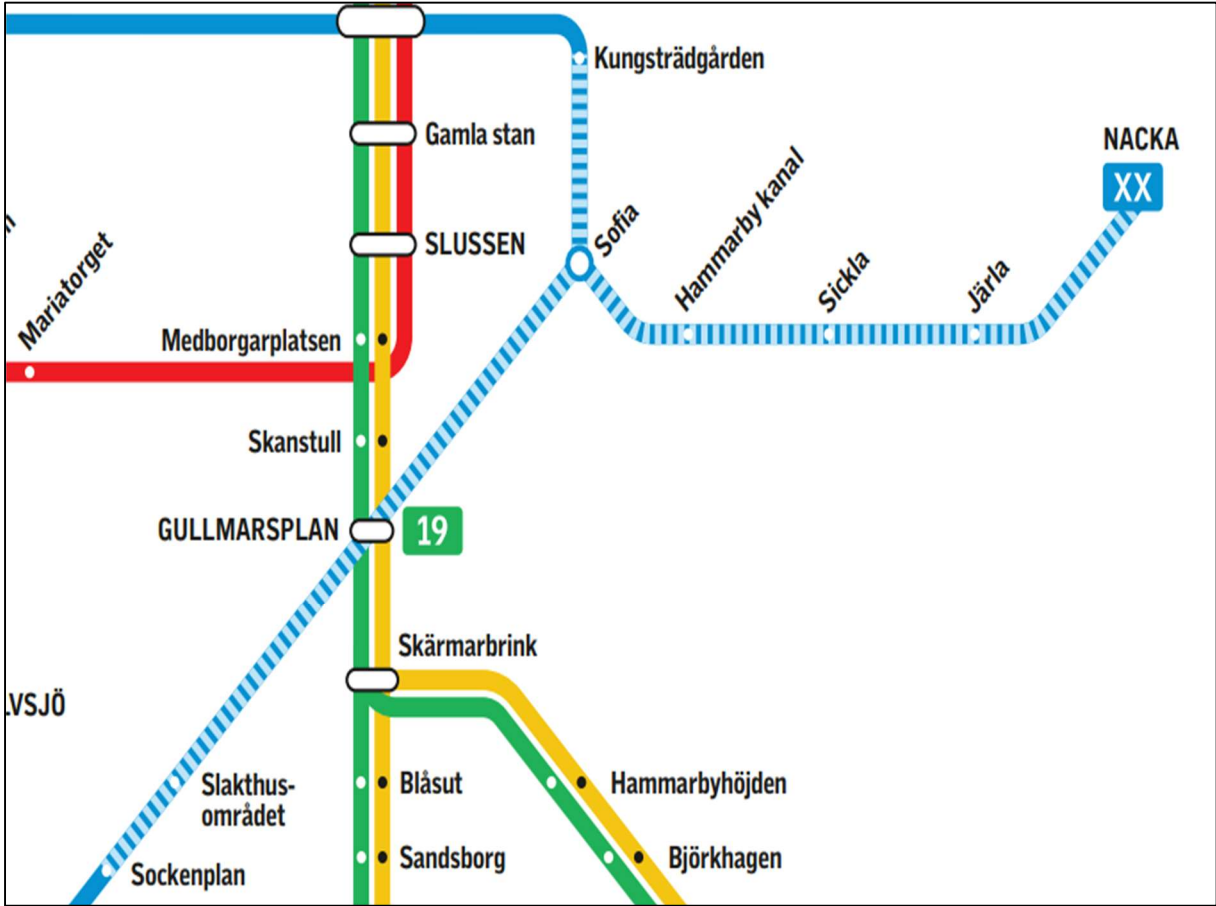 Kungsträdgården
Gamla stan
NACKA
XX
Hammarby kanal
Sofia
SLUSSEN
Mariatorget
Sickla
Järla
Medborgarplatsen
Skanstull
GULLMARSPLAN
19
Skärmarbrink
LVSJÖ
Slakthus-
området
Blåsut
Hammarbyhöjden
Sockenplan
Sandsborg
Björkhagen